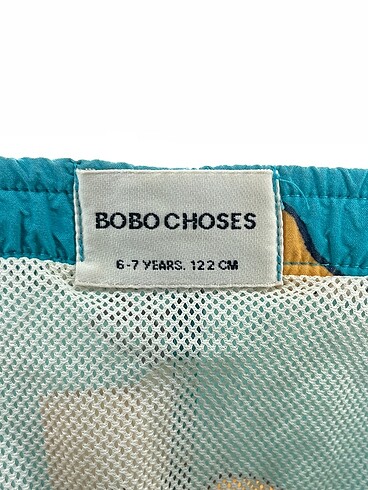 BOBO CHOSES
6-7 YEARS. 122 CM